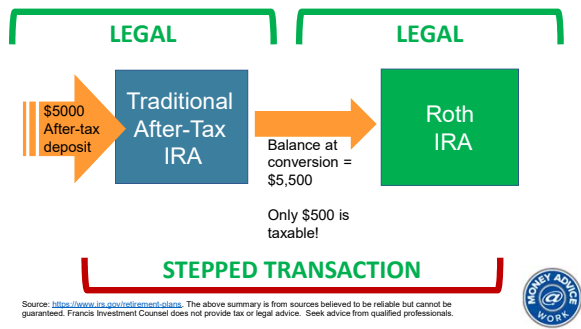 LEGAL
LEGAL
$5000
After-tax
deposit
Traditional
After-Tax
IRA
Balance at
conversion =
$5,500
Only $500 is
taxable!
Roth
IRA
STEPPED TRANSACTION
Source: https://www.irs.gov/retirement-plans. The above summary is from sources believed to be reliable but cannot be
guaranteed. Francis Investment Counsel does not provide tax or legal advice. Seek advice from qualified professionals.
MONEY ADVICE
@
WORK